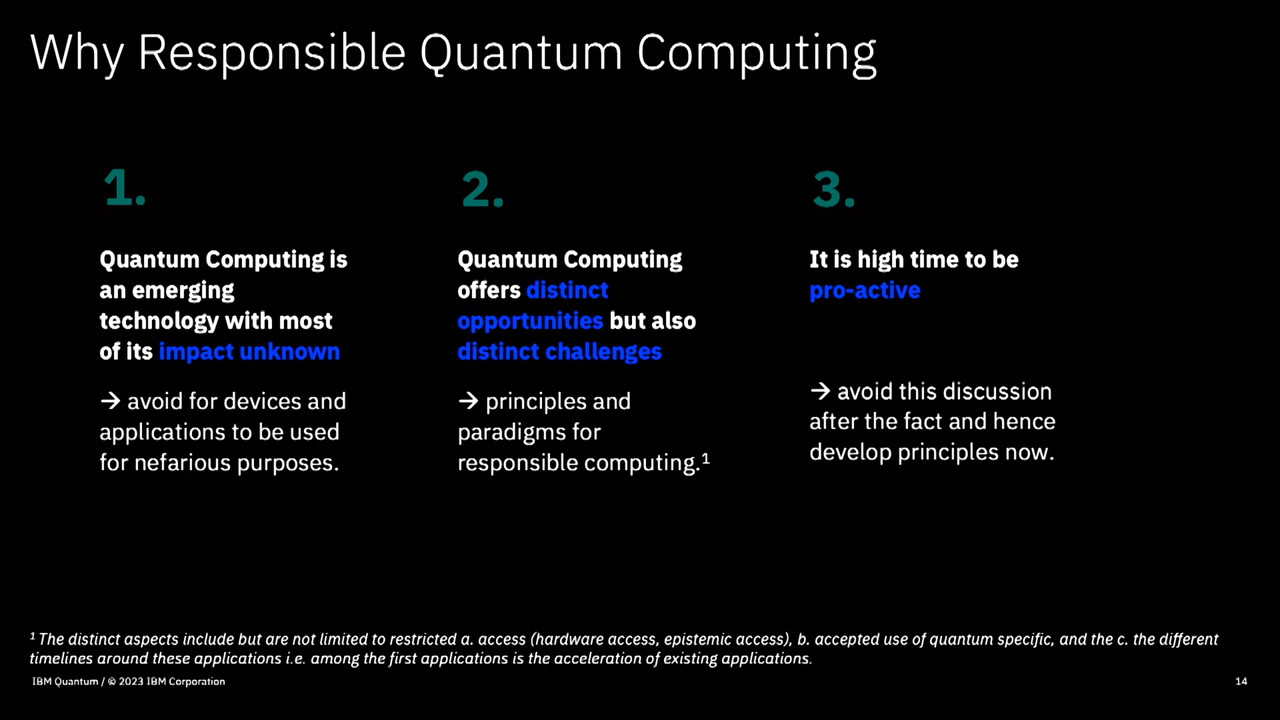 Why Responsible Quantum Computing
1.
Quantum Computing is
an emerging
technology with most
of its impact unknown
→ avoid for devices and
applications to be used
for nefarious purposes.
2.
Quantum Computing
offers distinct
opportunities but also
distinct challenges
→ principles and
paradigms for
responsible computing.¹
3.
It is high time to be
pro-active
→ avoid this discussion
after the fact and hence
develop principles now.
¹ The distinct aspects include but are not limited to restricted a. access (hardware access, epistemic access), b. accepted use of quantum specific, and the c. the different
timelines around these applications i.e. among the first applications is the acceleration of existing applications.
IBM Quantum / © 2023 IBM Corporation
14